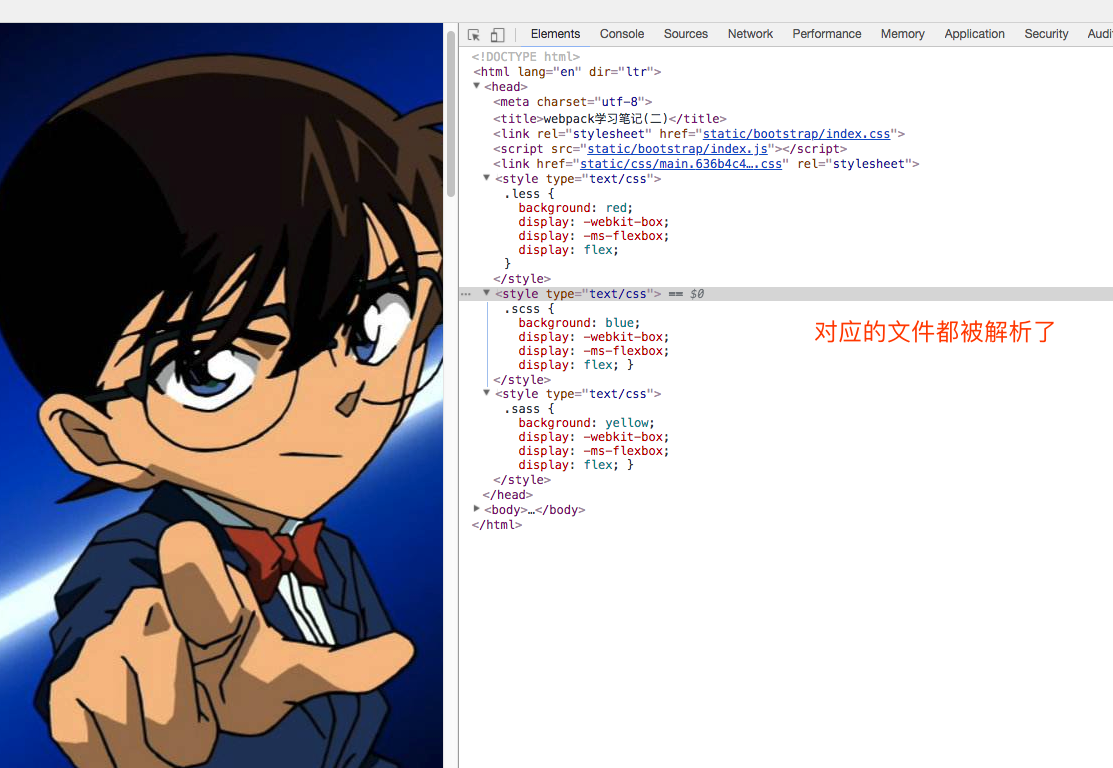 Elements Console Sources Network Performance Memory Application Security Audi
<!DOCTYPE html>
<html lang="en" dir="ltr">
<head>
<meta charset="utf-8">
<title>webpack学习笔记(二)</title>
<link rel="stylesheet" href="static/bootstrap/index.css">
<script src="static/bootstrap/index.js"></script>
<link href="static/css/main.636b4c4….css" rel="stylesheet">
<style type="text/css">
.less {
background: red;
display: -webkit-box;
display: -ms-flexbox;
display: flex;
}
</style>
… <style type="text/css"> == $0
.scss {
background: blue;
display: -webkit-box;
display: -ms-flexbox;
display: flex; }
</style>
对应的文件都被解析了
<style type="text/css">
.sass {
background: yellow;
display: -webkit-box;
display: -ms-flexbox;
display: flex; }
</style>
</head>
<body>…</body>
</html>